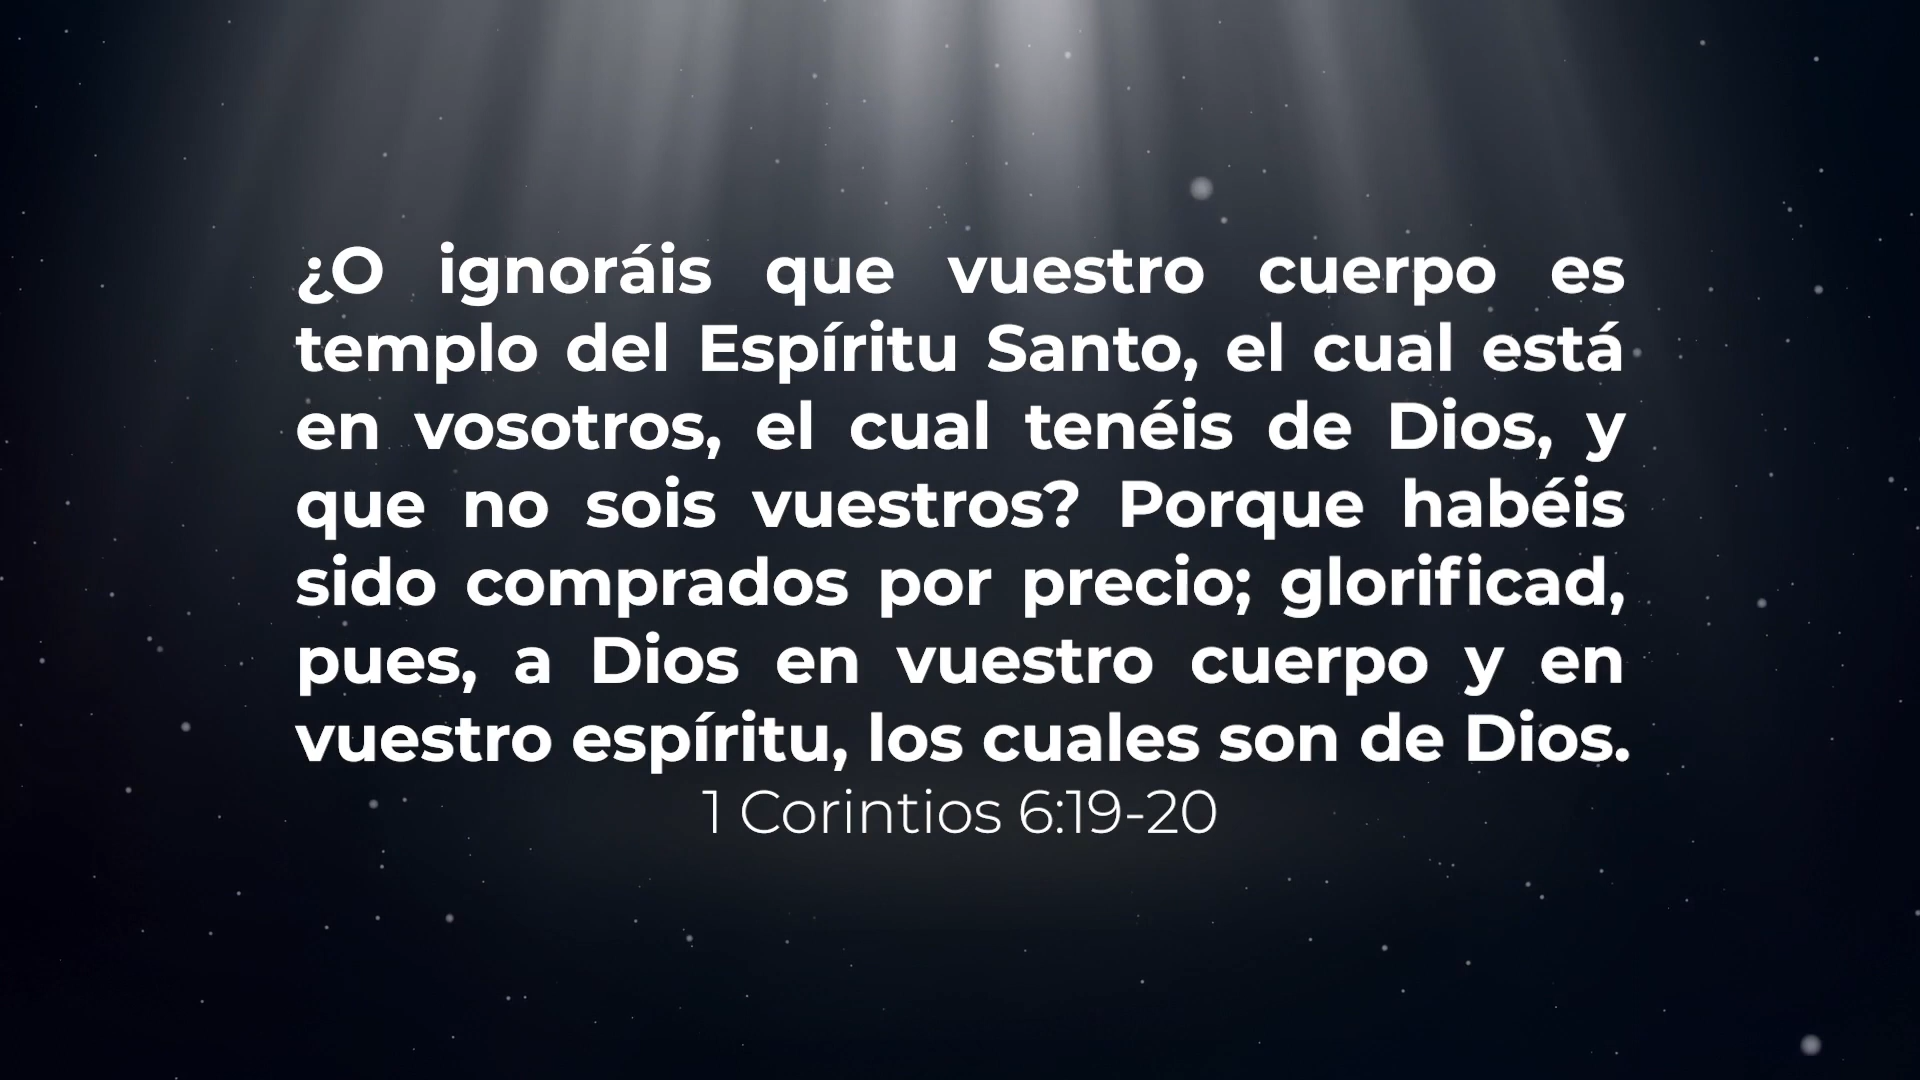 ¿O ignoráis que vuestro cuerpo es
templo del Espíritu Santo, el cual está
en vosotros, el cual tenéis de Dios, y
que no sois vuestros? Porque habéis
sido comprados por precio; glorificad,
pues, a Dios en vuestro cuerpo y en
vuestro espíritu, los cuales son de Dios.
1 Corintios 6:19-20